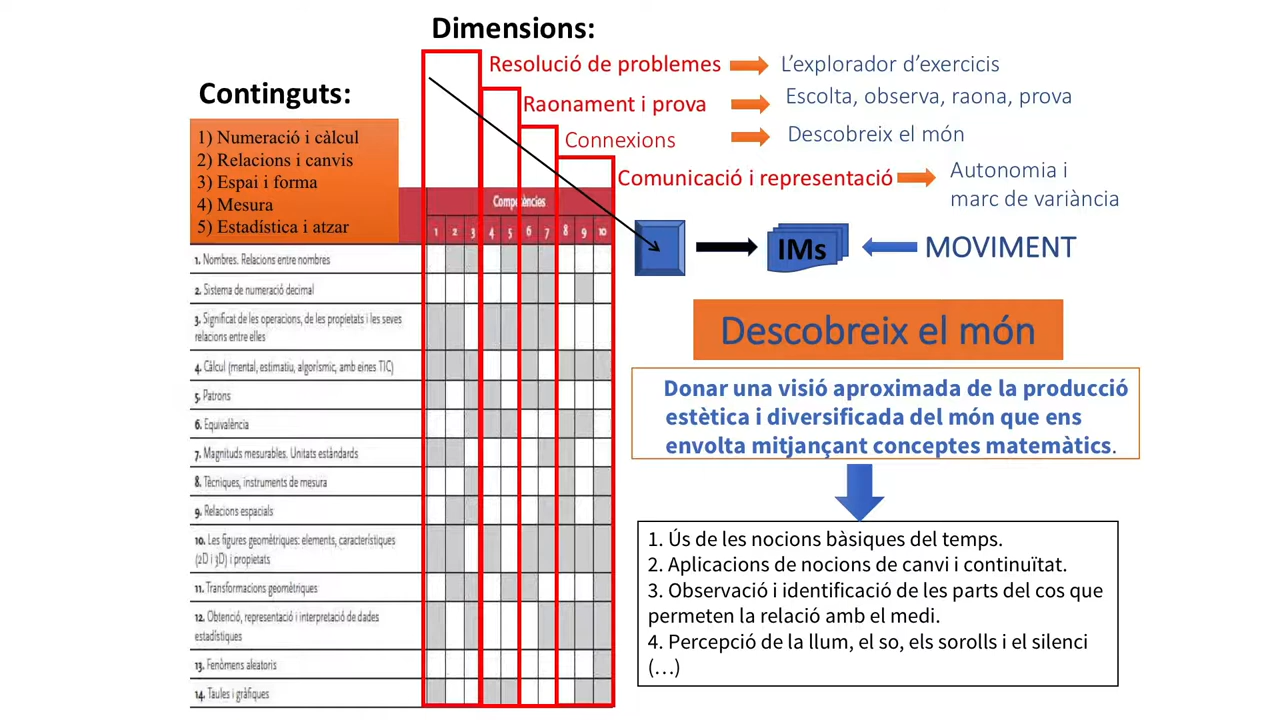 Dimensions:
Resolució de problemes
L'explorador d'exercicis
Raonament i prova
Escolta, observa, raona, prova
Connexions
Descobreix el món
Comunicació i representació
Autonomia i
marc de variància
Continguts:
1) Numeració i càlcul
2) Relacions i canvis
3) Espai i forma
4) Mesura
5) Estadística i atzar
Competències
1 2 3 4 5 6 7 8 9 10
1. Nombres. Relacions entre nombres
2. Sistema de numeració decimal
3. Significat de les operacions, de les propietats i les seves
relacions entre elles
4. Càlcul (mental, estimatiu, algorísmic, amb eines TIC)
5. Patrons
6. Equivalència
7. Magnituds mesurables. Unitats estàndards
8. Tècniques, instruments de mesura
9. Relacions espacials
10. Les figures geomètriques: elements, característiques
(2D i 3D) i propietats
11. Transformacions geomètriques
12. Obtenció, representació i interpretació de dades
estadístiques
13. Fenòmens aleatoris
14. Taules i gràfiques
IMs
MOVIMENT
Descobreix el món
Donar una visió aproximada de la producció
estètica i diversificada del món que ens
envolta mitjançant conceptes matemàtics.
1. Ús de les nocions bàsiques del temps.
2. Aplicacions de nocions de canvi i continuïtat.
3. Observació i identificació de les parts del cos que
permeten la relació amb el medi.
4. Percepció de la llum, el so, els sorolls i el silenci
(…)